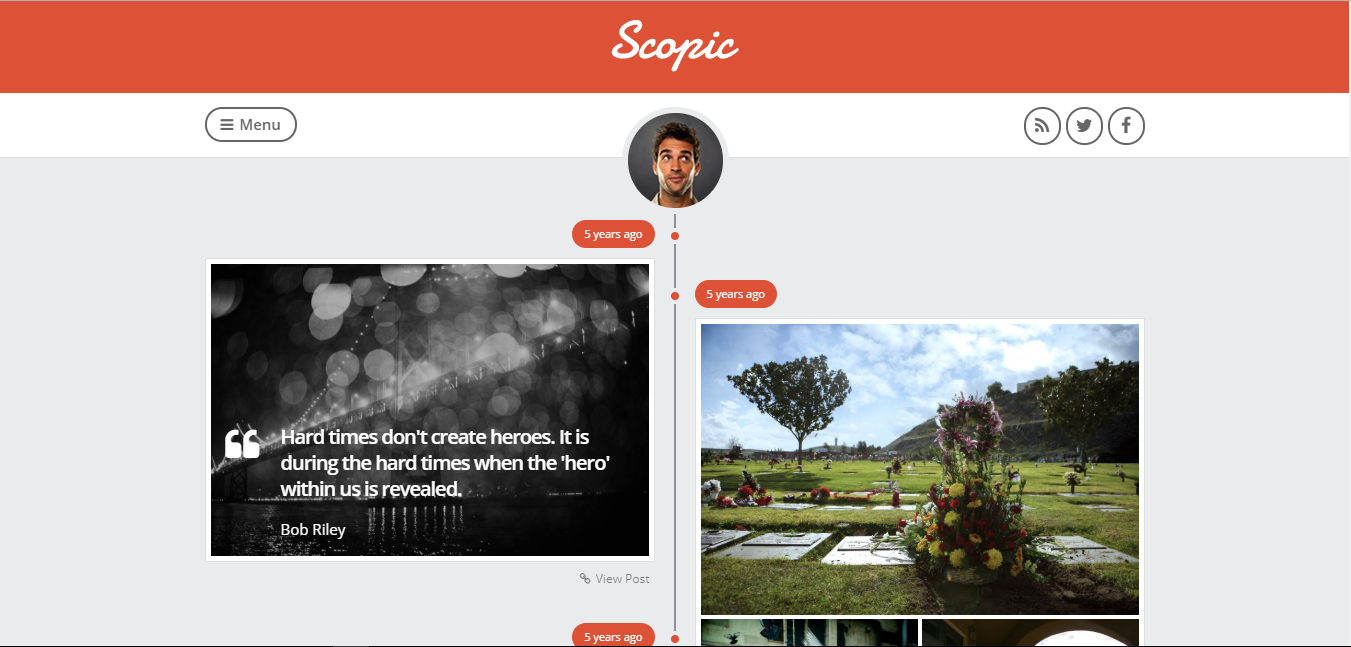 Scopic
Menu
5 years ago
5 years ago
Hard times don't create heroes. It is
during the hard times when the 'hero'
within us is revealed.
Bob Riley
View Post
5 years ago